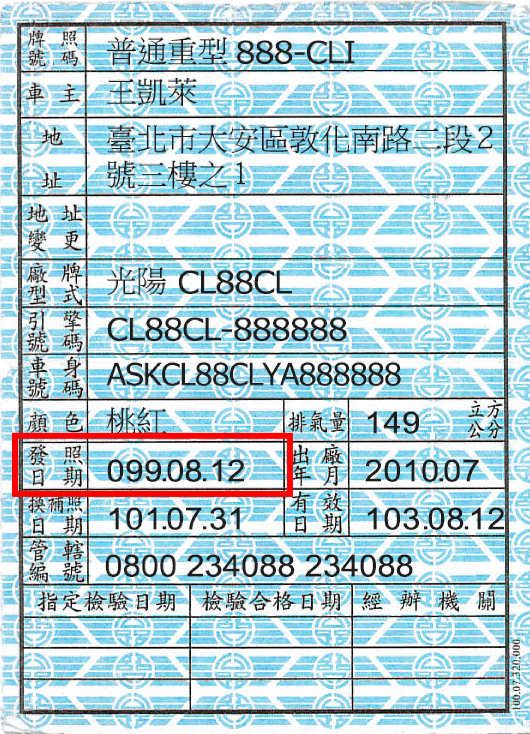 牌照號碼 普通重型 888-CLI
車主 王凱萊
地址 臺北市大安區敦化南路二段2
號三樓之1
地址變更
廠牌型式 光陽 CL88CL
引擎號碼 CL88CL-888888
車身號碼 ASKCL88CLYA888888
顏色 桃紅 排氣量 149 立方公分
發照日期 099.08.12 出廠年月 2010.07
換補照日期 101.07.31 有效日期 103.08.12
管轄編號 0800 234088 234088
指定檢驗日期 檢驗合格日期 經辦機關
100.07.320,000